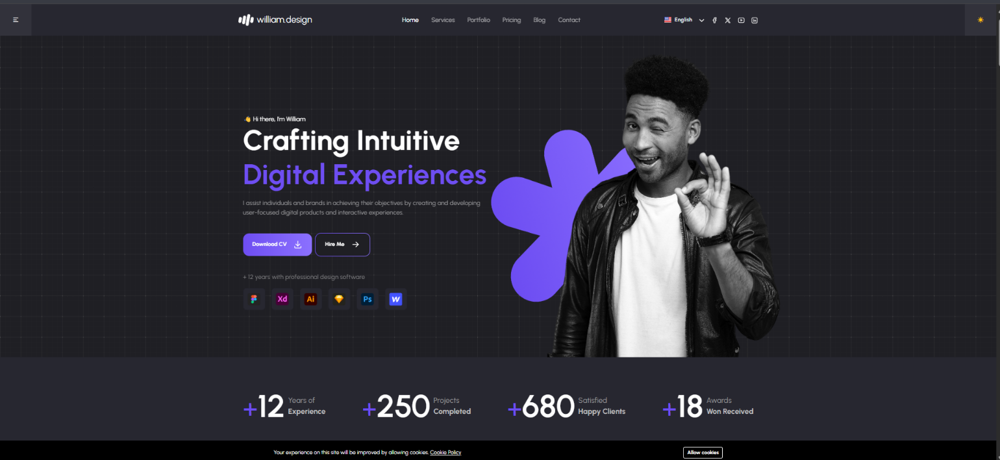 william.design
Home Services Portfolio Pricing Blog Contact
English
👋 Hi there, I'm William
Crafting Intuitive
Digital Experiences
I assist individuals and brands in achieving their objectives by creating and developing
user-focused digital products and interactive experiences.
Download CV
Hire Me
+ 12 years with professional design software
Xd Ai Ps W
+12 Years of Experience
+250 Projects Completed
+680 Satisfied Happy Clients
+18 Awards Won Received
Your experience on this site will be improved by allowing cookies. Cookie Policy
Allow cookies